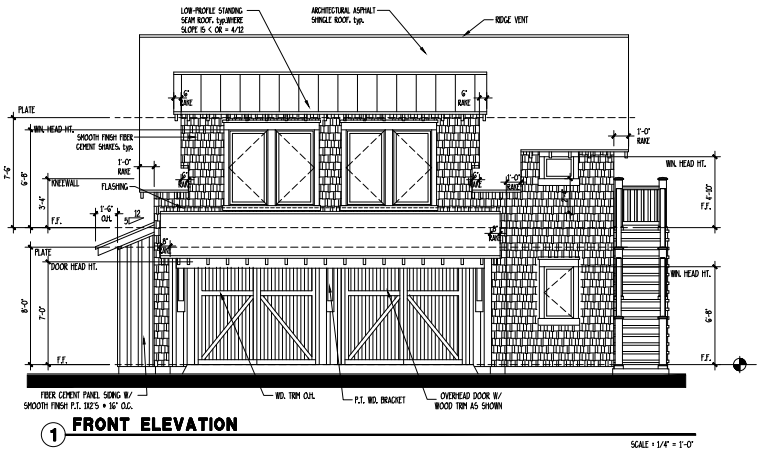 LOW-PROFILE STANDING
SEAM ROOF. typ.WHERE
SLOPE IS < OR = 4/12
ARCHITECTURAL ASPHALT
SHINGLE ROOF. typ.
RIDGE VENT
6"
RAKE
6"
RAKE
PLATE
WIN. HEAD HT.
SMOOTH FINISH FIBER
CEMENT SHAKES. typ.
1'-0"
RAKE
1'-0"
RAKE
WIN. HEAD HT.
7'-6"
6'-8"
3'-4"
KNEEWALL
FLASHING
6"
6"
1'-0"
4'-10"
F.F.
1'-6"
O.H.
12
5
F.F.
8"
8"
PLATE
DOOR HEAD HT.
WIN. HEAD HT.
8'-0"
7'-0"
6'-8"
F.F.
F.F.
FIBER CEMENT PANEL SIDING W/
SMOOTH FINISH P.T. 1X2'S • 16" O.C.
WD. TRIM O.H.
P.T. WD. BRACKET
OVERHEAD DOOR W/
WOOD TRIM AS SHOWN
1 FRONT ELEVATION
SCALE = 1/4" = 1'-0"